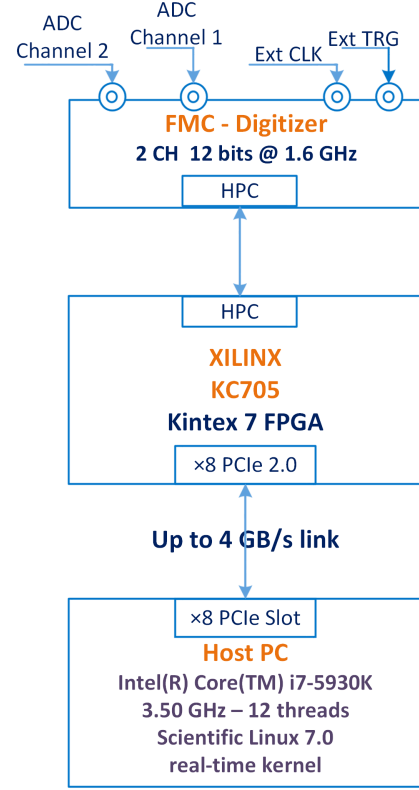 ADC
Channel 2
ADC
Channel 1
Ext CLK
Ext TRG
FMC - Digitizer
2 CH 12 bits @ 1.6 GHz
HPC
HPC
XILINX
KC705
Kintex 7 FPGA
×8 PCIe 2.0
Up to 4 GB/s link
×8 PCIe Slot
Host PC
Intel(R) Core(TM) i7-5930K
3.50 GHz – 12 threads
Scientific Linux 7.0
real-time kernel